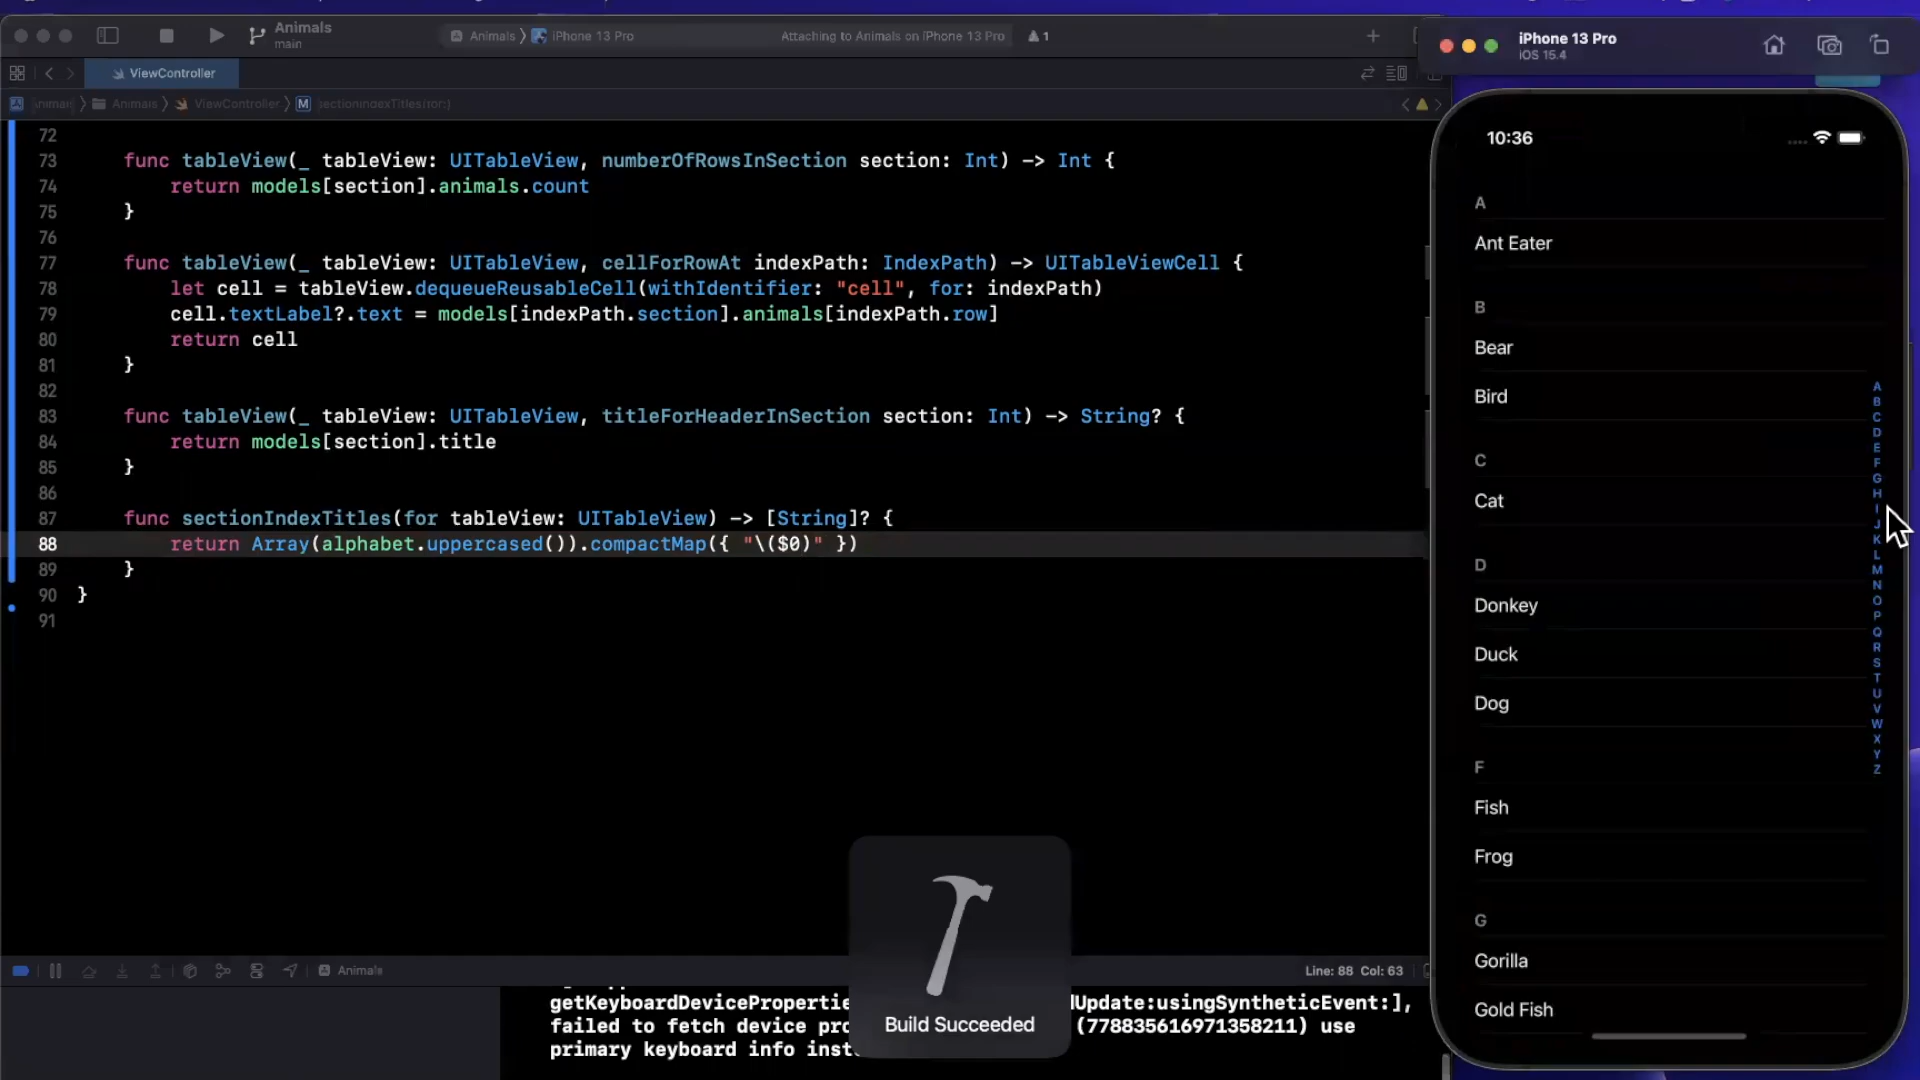 Animals
main
Animals
iPhone 13 Pro
Attaching to Animals on iPhone 13 Pro
1
ViewController
Animals
ViewController
M
sectionIndexTitles(for:)
72
73 func tableView(_ tableView: UITableView, numberOfRowsInSection section: Int) -> Int {
74 return models[section].animals.count
75 }
76
77 func tableView(_ tableView: UITableView, cellForRowAt indexPath: IndexPath) -> UITableViewCell {
78 let cell = tableView.dequeueReusableCell(withIdentifier: "cell", for: indexPath)
79 cell.textLabel?.text = models[indexPath.section].animals[indexPath.row]
80 return cell
81 }
82
83 func tableView(_ tableView: UITableView, titleForHeaderInSection section: Int) -> String? {
84 return models[section].title
85 }
86
87 func sectionIndexTitles(for tableView: UITableView) -> [String]? {
88 return Array(alphabet.uppercased()).compactMap({ "\($0)" })
89 }
90 }
91
Animals
Line: 88 Col: 63
getKeyboardDevicePropertie
dUpdate:usingSyntheticEvent:],
failed to fetch device pro
(778835616971358211) use
primary keyboard info inst
Build Succeeded
iPhone 13 Pro
iOS 15.4
10:36
A
Ant Eater
B
Bear
Bird
C
Cat
D
Donkey
Duck
Dog
F
Fish
Frog
G
Gorilla
Gold Fish
A
B
C
D
E
F
G
H
I
J
K
L
M
N
O
P
Q
R
S
T
U
V
W
X
Y
Z